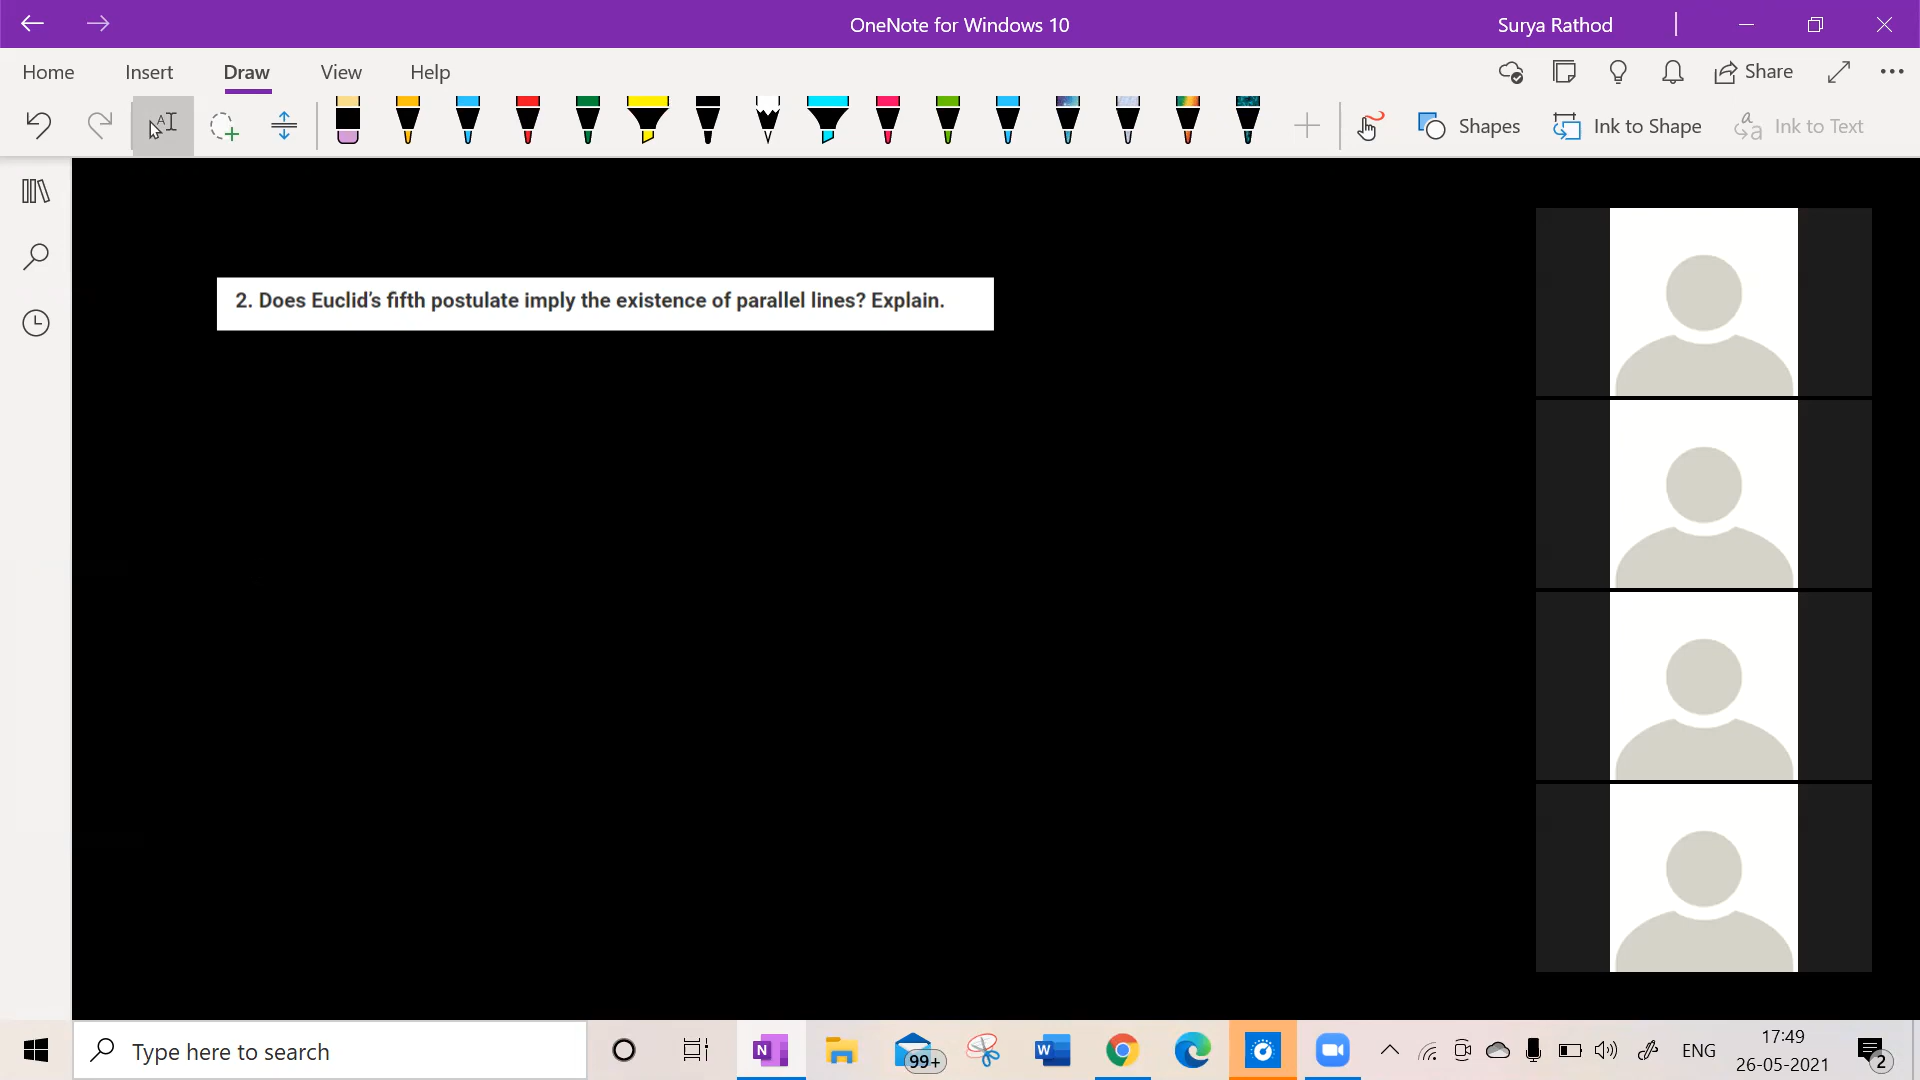 OneNote for Windows 10
Surya Rathod
Home Insert Draw View Help
Share
Shapes Ink to Shape Ink to Text
2. Does Euclid's fifth postulate imply the existence of parallel lines? Explain.
Type here to search
99+
ENG
17:49
26-05-2021
2